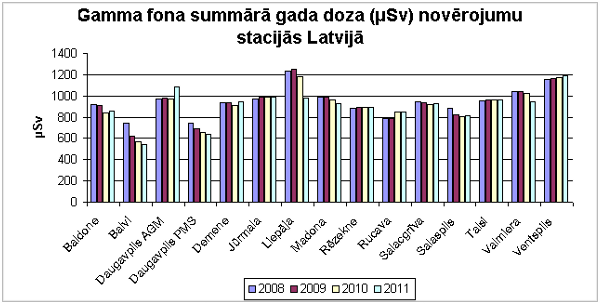 Gamma fona summārā gada doza (µSv) novērojumu
stacijās Latvijā
µSv
1400
1200
1000
800
600
400
200
0
Baldone
Baivi
Daugavpils AGM
Daugavpils PMS
Demene
Jūrmala
Liepāja
Madona
Rēzekne
Rucava
Salacgrīva
Salaspils
Talsi
Valmiera
Ventspils
2008 2009 2010 2011